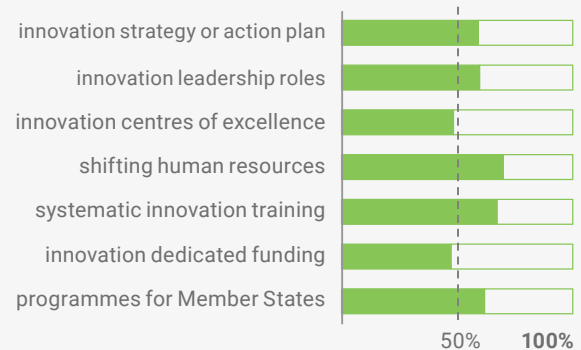 innovation strategy or action plan
innovation leadership roles
innovation centres of excellence
shifting human resources
systematic innovation training
innovation dedicated funding
programmes for Member States
50% 100%